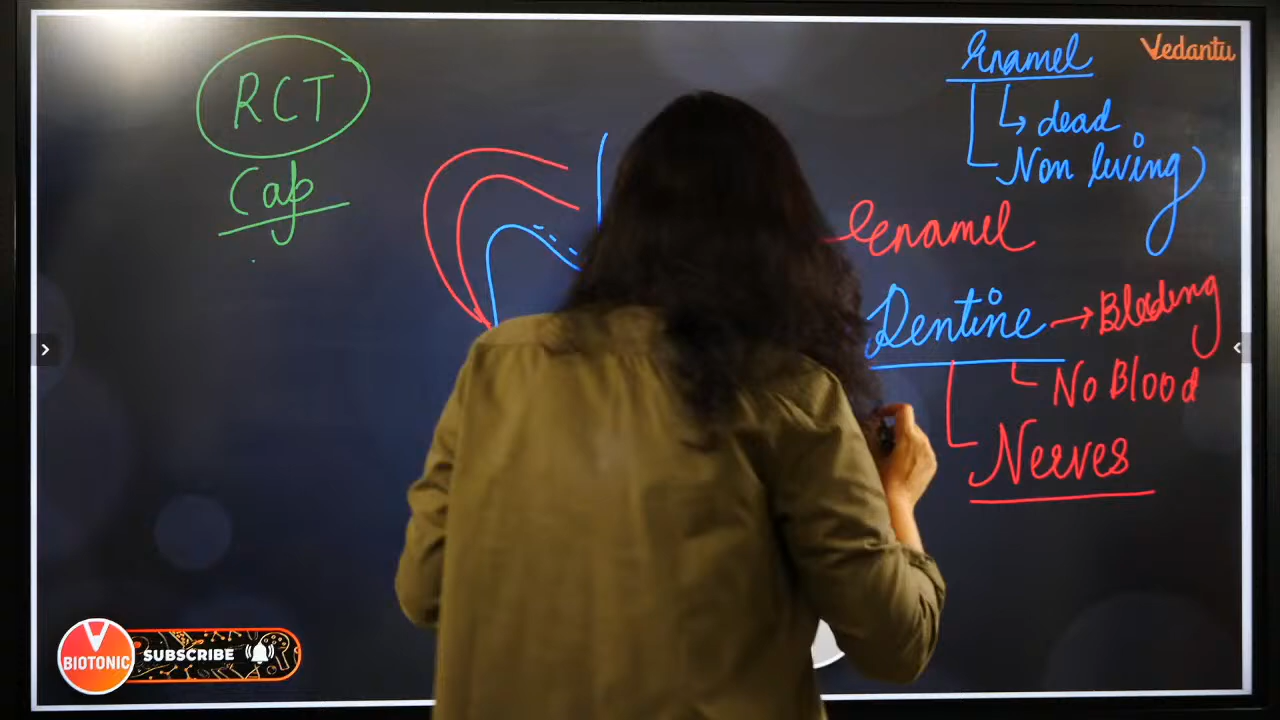 RCT
Cap
Enamel
Vedantu
dead
Non living
Enamel
Dentine → Bleeding
No Blood
Nerves
V
BIOTONIC
SUBSCRIBE